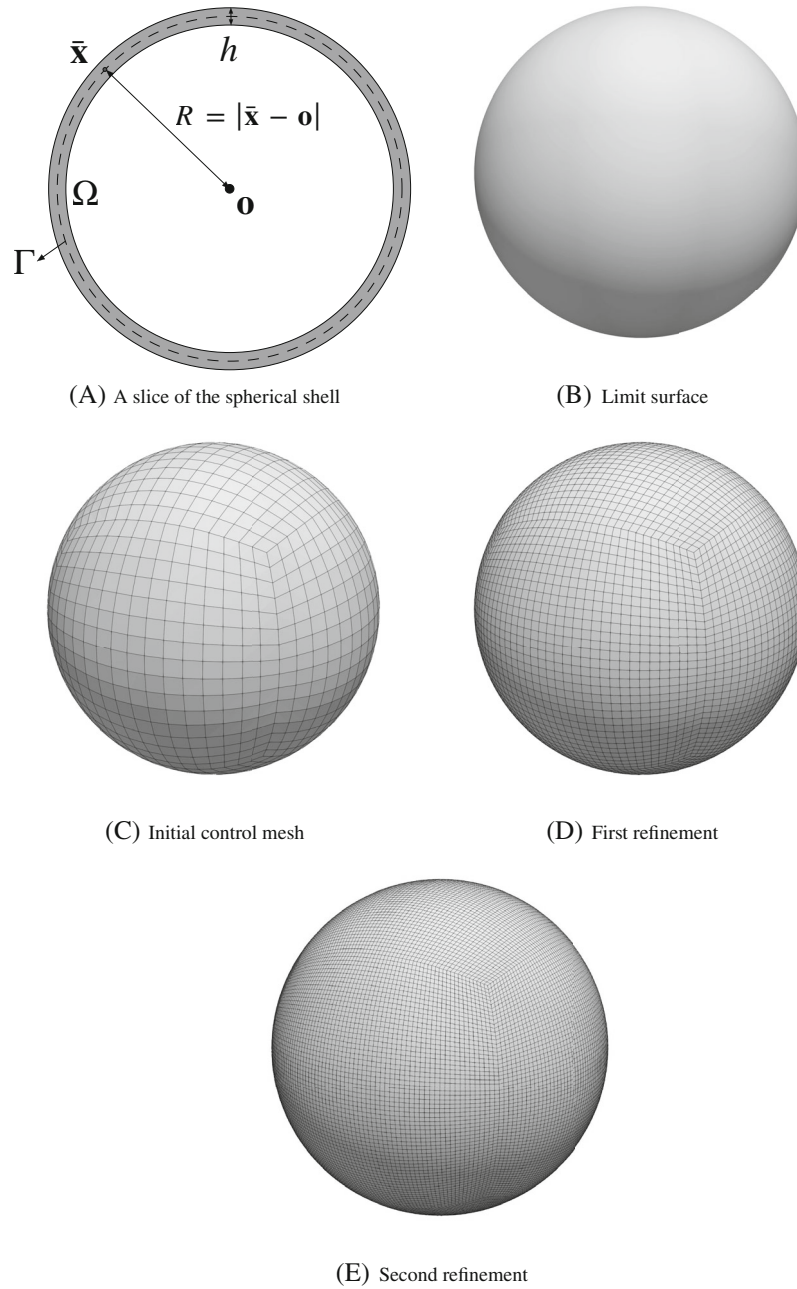 x̄
h
R = |x̄ − o|
Ω
o
Γ
(A) A slice of the spherical shell
(B) Limit surface
(C) Initial control mesh
(D) First refinement
(E) Second refinement